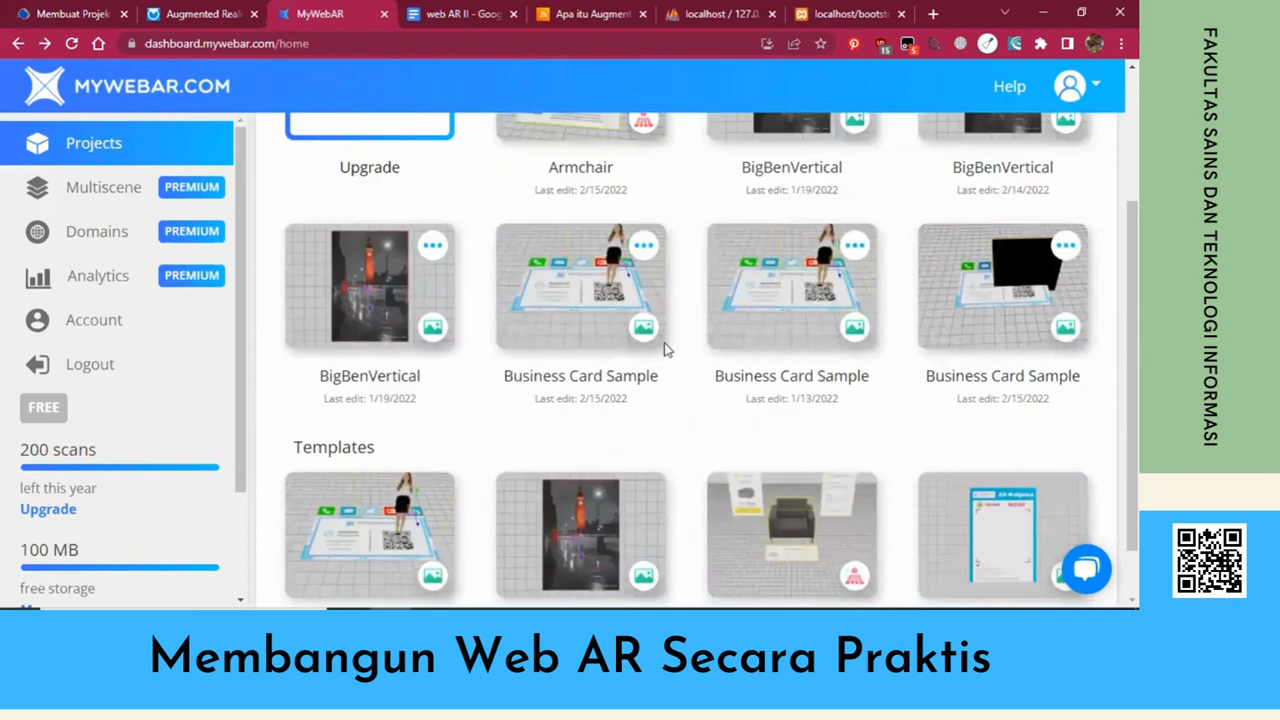 Membuat Projek
Augmented Reali
MyWebAR
web AR II - Goog
Apa itu Augment
localhost / 127.0
localhost/bootst
dashboard.mywebar.com/home
15
5
MYWEBAR.COM
Help
Projects
Multiscene PREMIUM
Domains PREMIUM
Analytics PREMIUM
Account
Logout
FREE
200 scans
left this year
Upgrade
100 MB
free storage
Upgrade
Armchair
Last edit: 2/15/2022
BigBenVertical
Last edit: 1/19/2022
BigBenVertical
Last edit: 2/14/2022
BigBenVertical
Last edit: 1/19/2022
Business Card Sample
Last edit: 2/15/2022
Business Card Sample
Last edit: 1/13/2022
Business Card Sample
Last edit: 2/15/2022
Templates
FAKULTAS SAINS DAN TEKNOLOGI INFORMASI
Membangun Web AR Secara Praktis